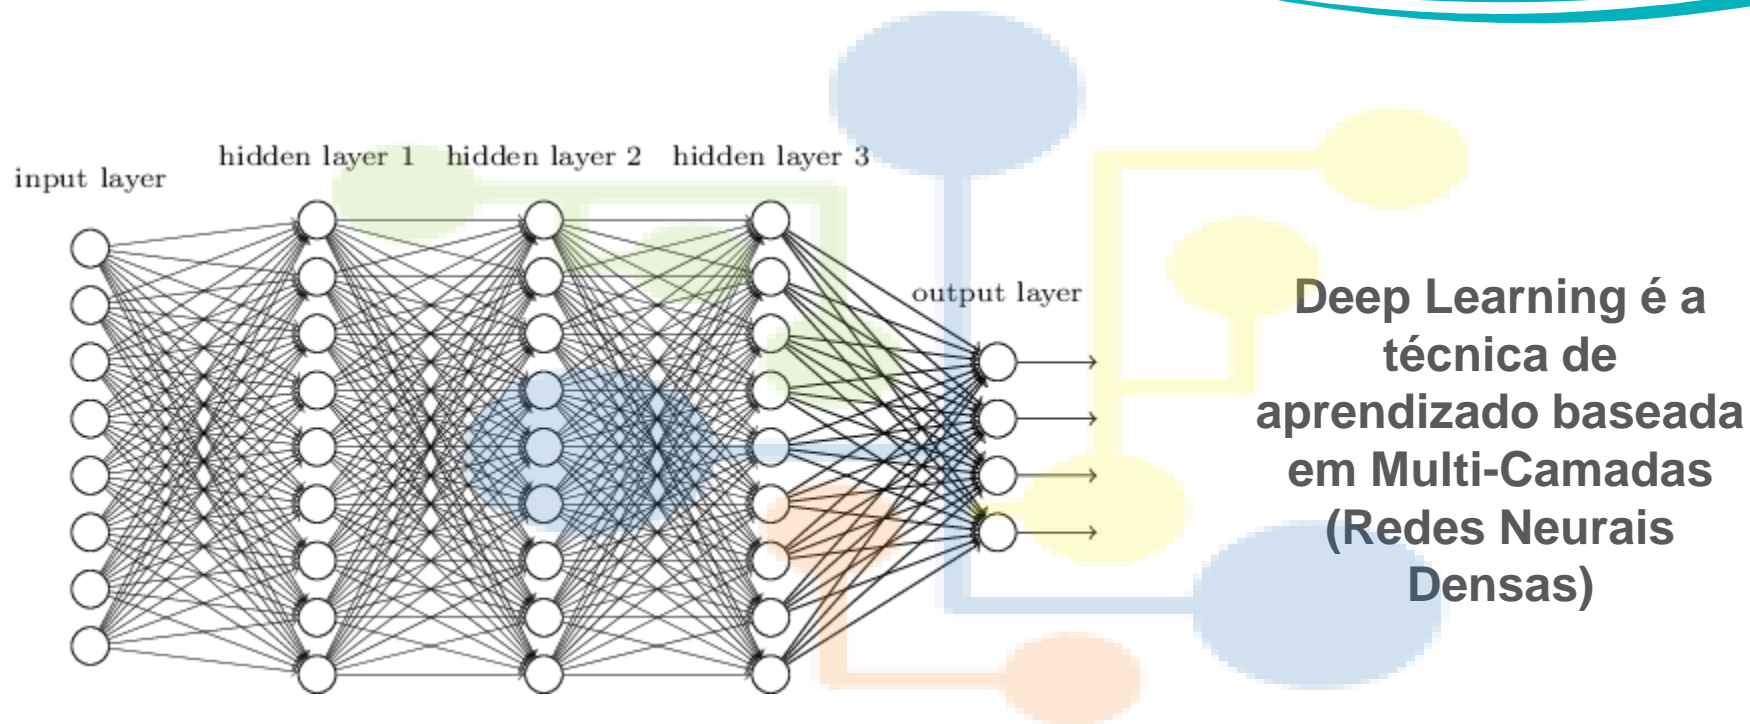 input layer
hidden layer 1
hidden layer 2
hidden layer 3
output layer
Deep Learning é a
técnica de
aprendizado baseada
em Multi-Camadas
(Redes Neurais
Densas)